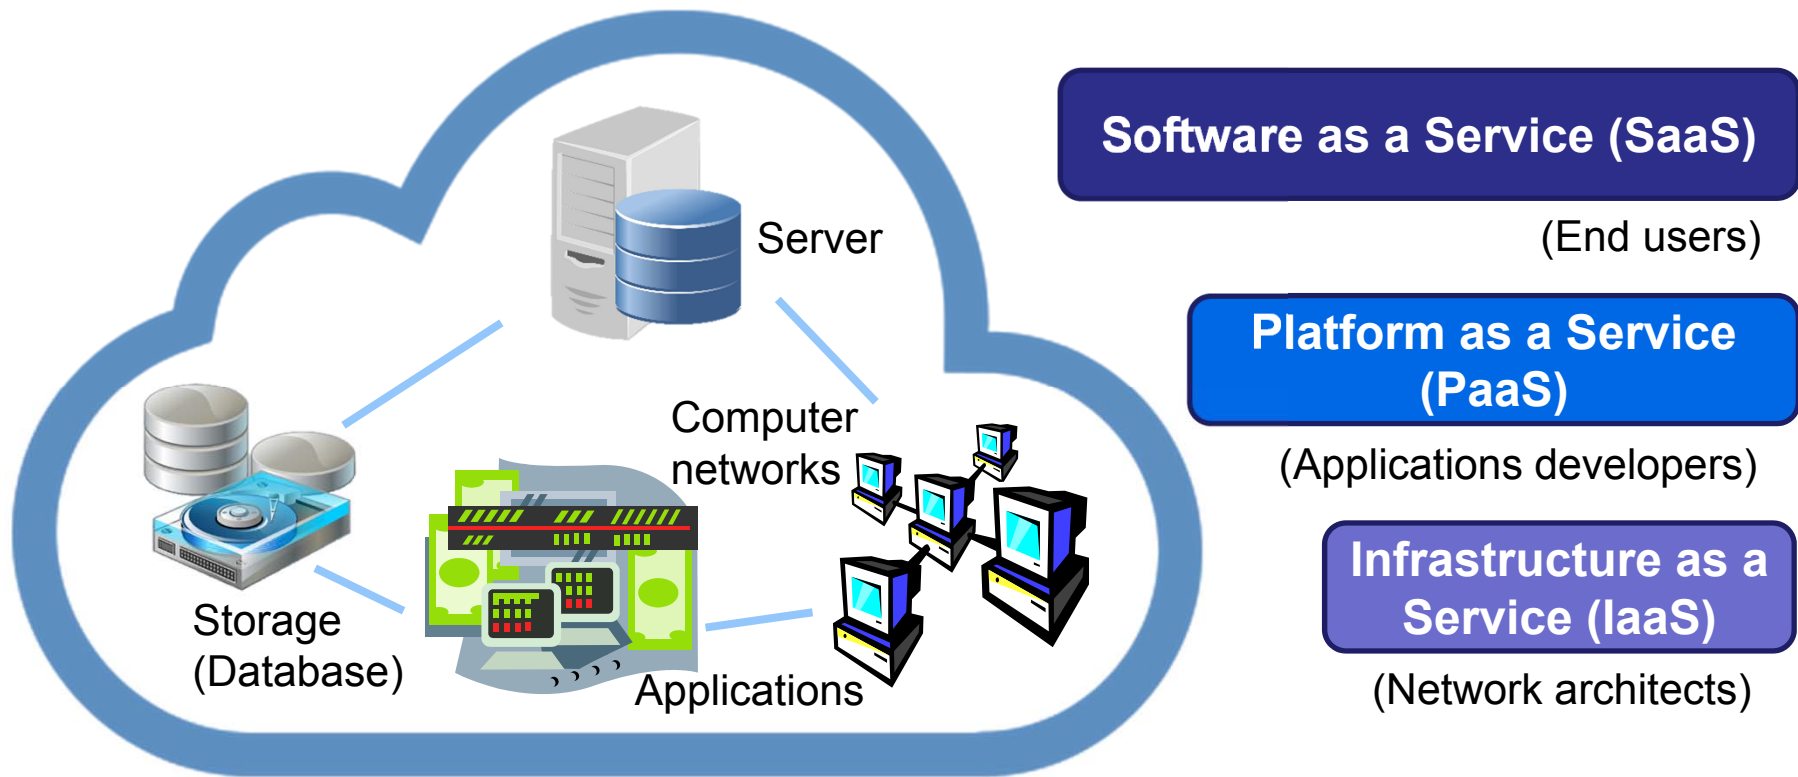 Server
Computer
networks
Storage
(Database)
Applications
Software as a Service (SaaS)
(End users)
Platform as a Service
(PaaS)
(Applications developers)
Infrastructure as a
Service (IaaS)
(Network architects)